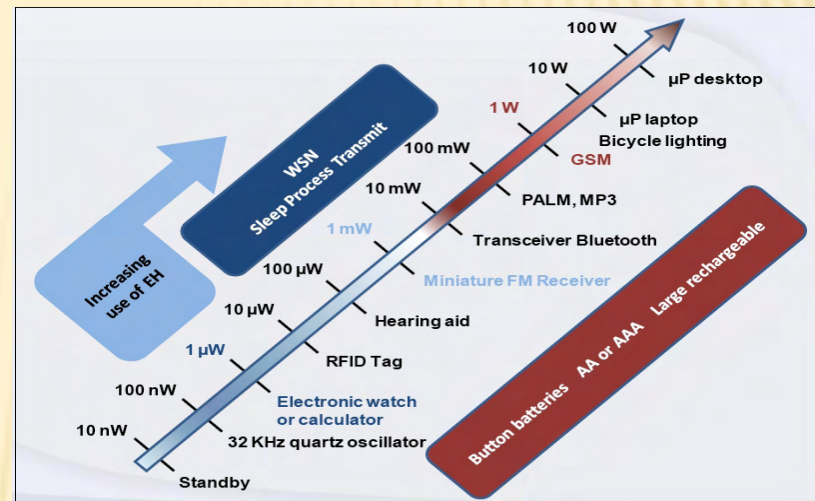 100 W
10 W
µP desktop
1 W
µP laptop
Bicycle lighting
100 mW
GSM
WSN
Sleep Process Transmit
10 mW
PALM, MP3
1 mW
Transceiver Bluetooth
100 µW
Miniature FM Receiver
Increasing
use of EH
10 µW
Hearing aid
1 µW
RFID Tag
100 nW
Electronic watch
or calculator
10 nW
32 KHz quartz oscillator
Standby
Button batteries AA or AAA Large rechargeable